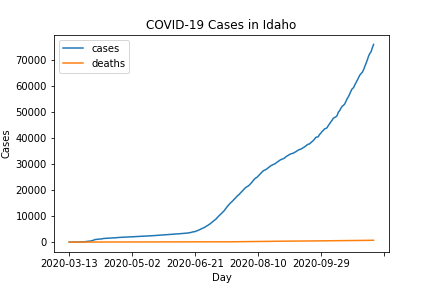 COVID-19 Cases in Idaho
cases
deaths
70000
60000
50000
40000
30000
20000
10000
0
Cases
2020-03-13 2020-05-02 2020-06-21 2020-08-10 2020-09-29
Day